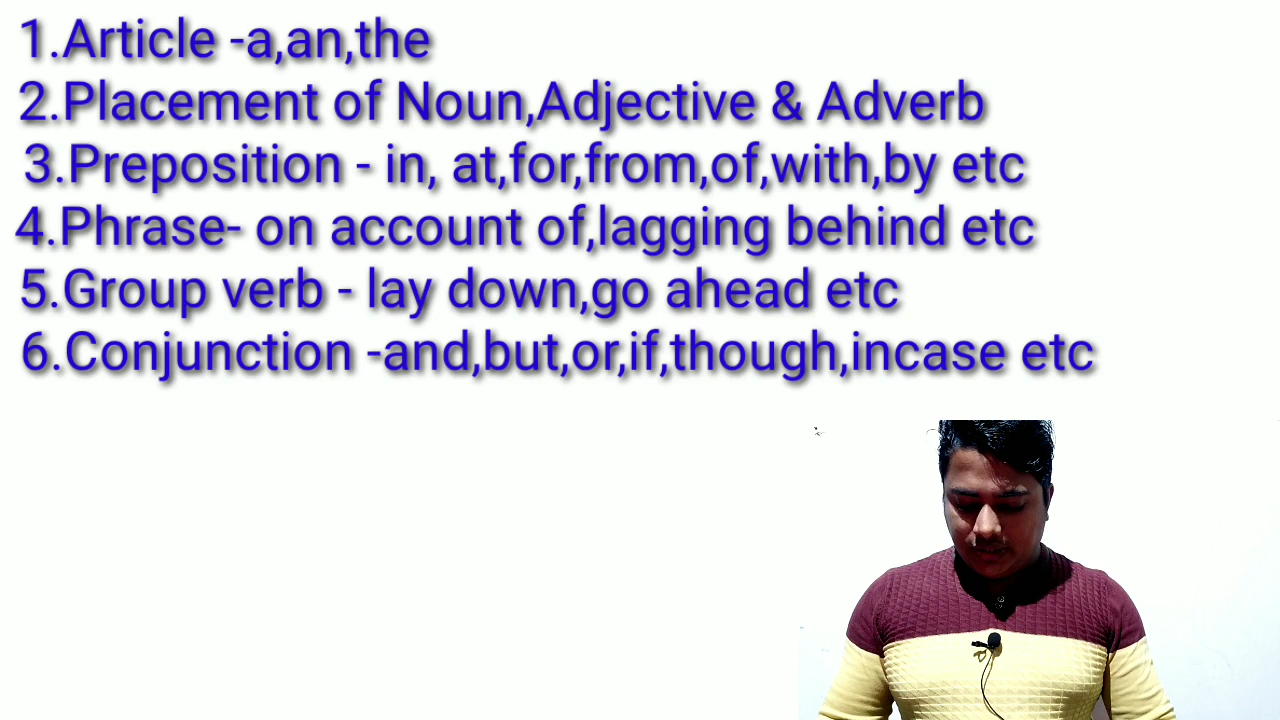 1.Article -a,an,the
2.Placement of Noun,Adjective & Adverb
3.Preposition - in, at,for,from,of,with,by etc
4.Phrase- on account of,lagging behind etc
5.Group verb - lay down,go ahead etc
6.Conjunction -and,but,or,if,though,incase etc